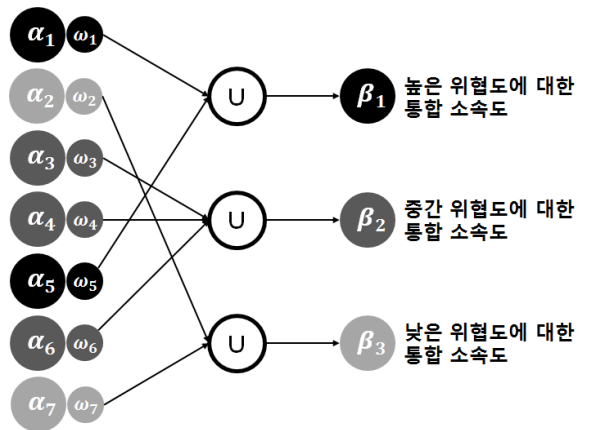 α₁ ω₁
α₂ ω₂
α₃ ω₃
α₄ ω₄
α₅ ω₅
α₆ ω₆
α₇ ω₇
∪
∪
∪
β₁
높은 위협도에 대한
통합 소속도
β₂
중간 위협도에 대한
통합 소속도
β₃
낮은 위협도에 대한
통합 소속도